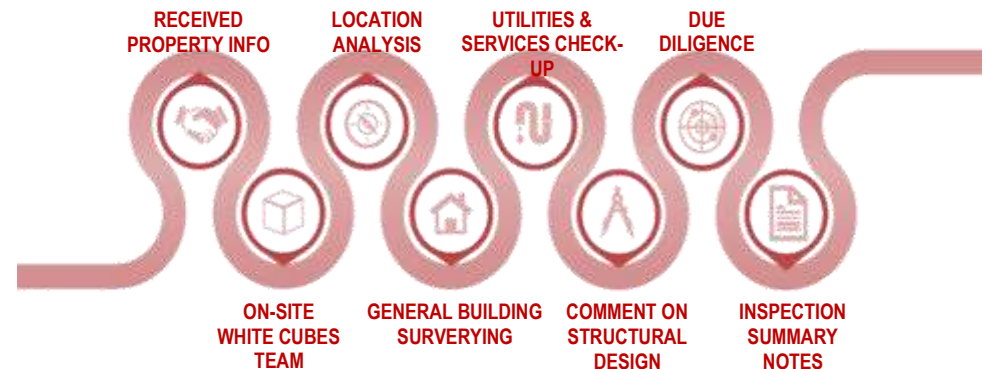 RECEIVED
PROPERTY INFO
LOCATION
ANALYSIS
UTILITIES &
SERVICES CHECK-
UP
DUE
DILIGENCE
ON-SITE
WHITE CUBES
TEAM
GENERAL BUILDING
SURVERYING
COMMENT ON
STRUCTURAL
DESIGN
INSPECTION
SUMMARY
NOTES